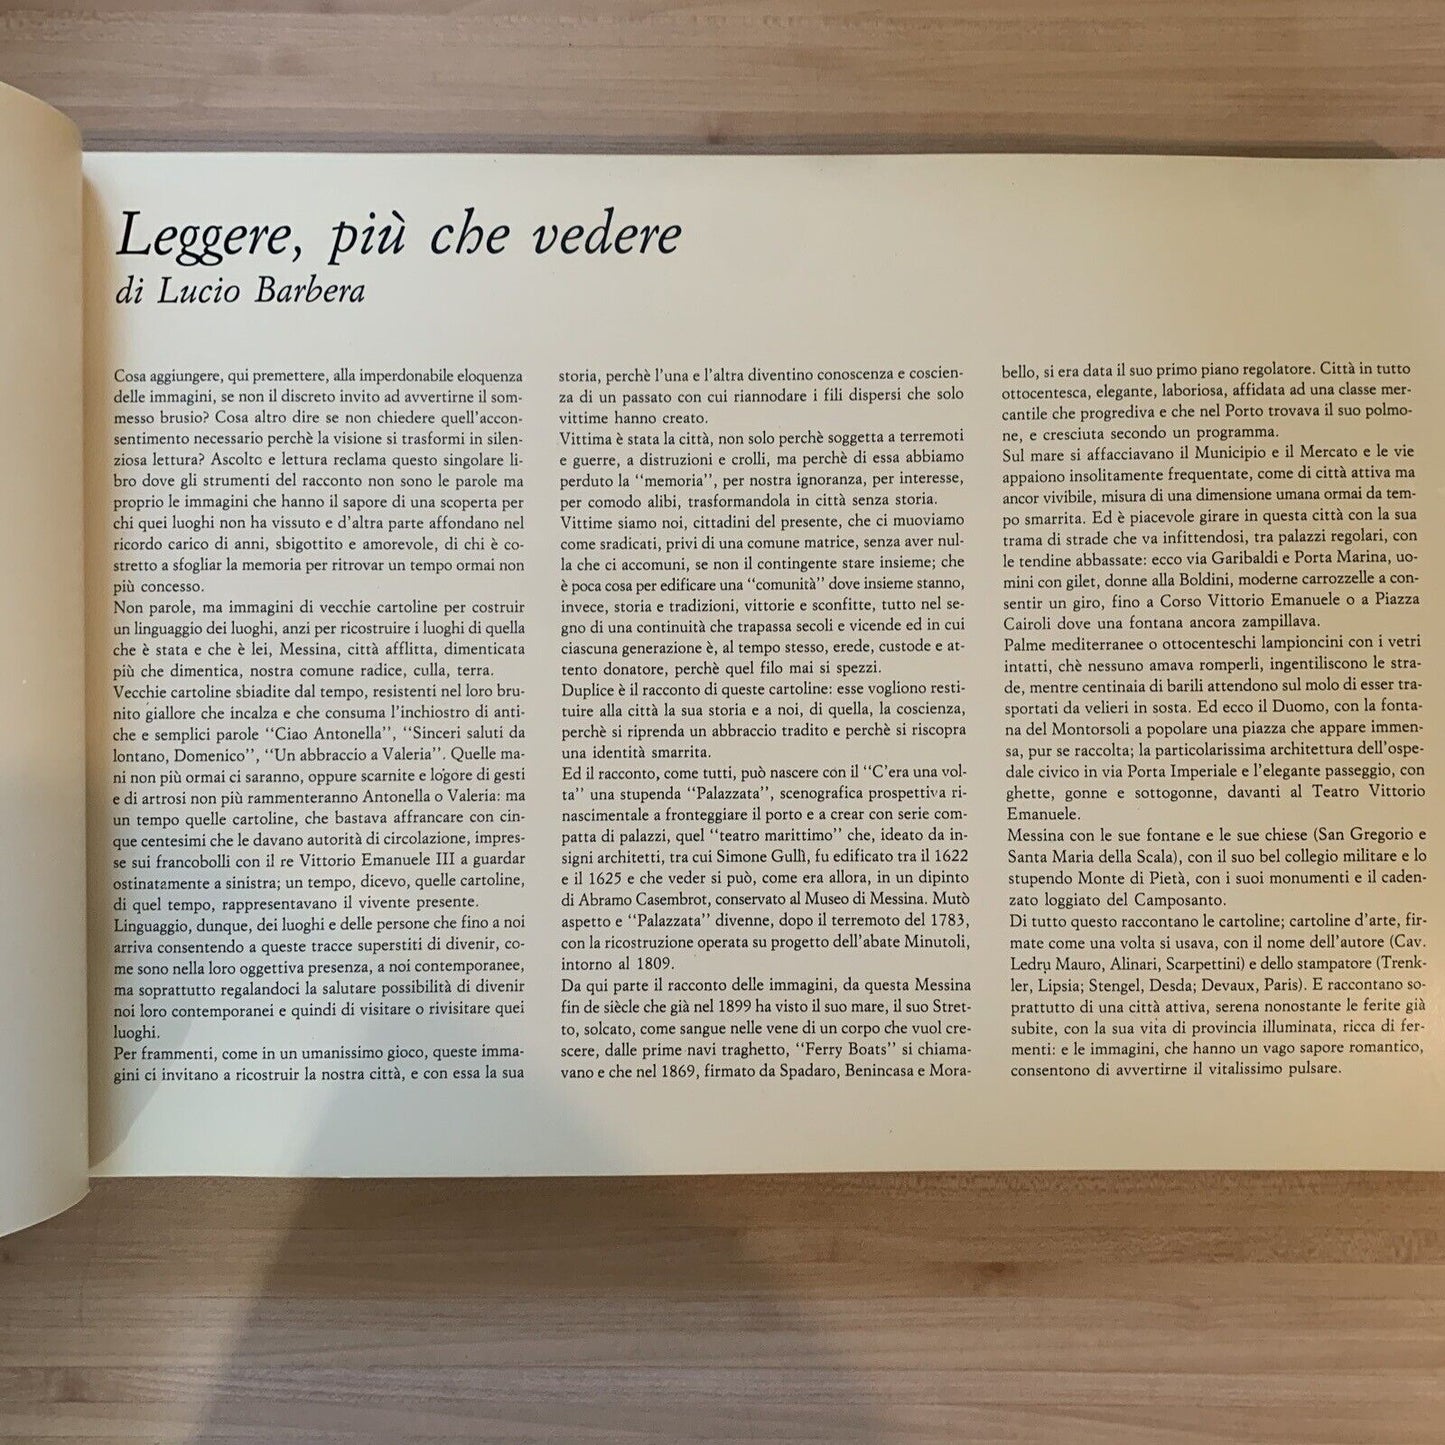 Leggere, più che vedere
di Lucio Barbera
Cosa aggiungere, qui premettere, alla imperdonabile eloquenza
delle immagini, se non il discreto invito ad avvertirne il som-
messo brusio? Cosa altro dire se non chiedere quell'accon-
sentimento necessario perchè la visione si trasformi in silen-
ziosa lettura? Ascolto e lettura reclama questo singolare li-
bro dove gli strumenti del racconto non sono le parole ma
proprio le immagini che hanno il sapore di una scoperta per
chi quei luoghi non ha vissuto e d'altra parte affondano nel
ricordo carico di anni, sbigottito e amorevole, di chi è co-
stretto a sfogliar la memoria per ritrovar un tempo ormai non
più concesso.
Non parole, ma immagini di vecchie cartoline per costruir
un linguaggio dei luoghi, anzi per ricostruire i luoghi di quella
che è stata e che è lei, Messina, città afflitta, dimenticata
più che dimentica, nostra comune radice, culla, terra.
Vecchie cartoline sbiadite dal tempo, resistenti nel loro bru-
nito giallore che incalza e che consuma l'inchiostro di anti-
che e semplici parole "Ciao Antonella", "Sinceri saluti da
lontano, Domenico", "Un abbraccio a Valeria". Quelle ma-
ni non più ormai ci saranno, oppure scarnite e logore di gesti
e di artrosi non più rammenteranno Antonella o Valeria: ma
un tempo quelle cartoline, che bastava affrancare con cin-
que centesimi che le davano autorità di circolazione, impres-
se sui francobolli con il re Vittorio Emanuele III a guardar
ostinatamente a sinistra; un tempo, dicevo, quelle cartoline,
di quel tempo, rappresentavano il vivente presente.
Linguaggio, dunque, dei luoghi e delle persone che fino a noi
arriva consentendo a queste tracce superstiti di divenir, co-
me sono nella loro oggettiva presenza, a noi contemporanee,
ma soprattutto regalandoci la salutare possibilità di divenir
noi loro contemporanei e quindi di visitare o rivisitare quei
luoghi.
Per frammenti, come in un umanissimo gioco, queste imma-
gini ci invitano a ricostruir la nostra città, e con essa la sua
storia, perchè l'una e l'altra diventino conoscenza e coscien-
za di un passato con cui riannodare i fili dispersi che solo
vittime hanno creato.
Vittima è stata la città, non solo perchè soggetta a terremoti
e guerre, a distruzioni e crolli, ma perchè di essa abbiamo
perduto la "memoria", per nostra ignoranza, per interesse,
per comodo alibi, trasformandola in città senza storia.
Vittime siamo noi, cittadini del presente, che ci muoviamo
come sradicati, privi di una comune matrice, senza aver nul-
la che ci accomuni, se non il contingente stare insieme; che
è poca cosa per edificare una "comunità" dove insieme stanno,
invece, storia e tradizioni, vittorie e sconfitte, tutto nel se-
gno di una continuità che trapassa secoli e vicende ed in cui
ciascuna generazione è, al tempo stesso, erede, custode e at-
tento donatore, perchè quel filo mai si spezzi.
Duplice è il racconto di queste cartoline: esse vogliono resti-
tuire alla città la sua storia e a noi, di quella, la coscienza,
perchè si riprenda un abbraccio tradito e perchè si riscopra
una identità smarrita.
Ed il racconto, come tutti, può nascere con il "C'era una vol-
ta" una stupenda "Palazzata", scenografica prospettiva ri-
nascimentale a fronteggiare il porto e a crear con serie com-
patta di palazzi, quel "teatro marittimo" che, ideato da in-
signi architetti, tra cui Simone Gullì, fu edificato tra il 1622
e il 1625 e che veder si può, come era allora, in un dipinto
di Abramo Casembrot, conservato al Museo di Messina. Mutò
aspetto e "Palazzata" divenne, dopo il terremoto del 1783,
con la ricostruzione operata su progetto dell'abate Minutoli,
intorno al 1809.
Da qui parte il racconto delle immagini, da questa Messina
fin de siècle che già nel 1899 ha visto il suo mare, il suo Stret-
to, solcato, come sangue nelle vene di un corpo che vuol cre-
scere, dalle prime navi traghetto, "Ferry Boats" si chiama-
vano e che nel 1869, firmato da Spadaro, Benincasa e Mora-
bello, si era data il suo primo piano regolatore. Città in tutto
ottocentesca, elegante, laboriosa, affidata ad una classe mer-
cantile che progrediva e che nel Porto trovava il suo polmo-
ne, e cresciuta secondo un programma.
Sul mare si affacciavano il Municipio e il Mercato e le vie
appaiono insolitamente frequentate, come di città attiva ma
ancor vivibile, misura di una dimensione umana ormai da tem-
po smarrita. Ed è piacevole girare in questa città con la sua
trama di strade che va infittendosi, tra palazzi regolari, con
le tendine abbassate: ecco via Garibaldi e Porta Marina, uo-
mini con gilet, donne alla Boldini, moderne carrozzelle a con-
sentir un giro, fino a Corso Vittorio Emanuele o a Piazza
Cairoli dove una fontana ancora zampillava.
Palme mediterranee o ottocenteschi lampioncini con i vetri
intatti, chè nessuno amava romperli, ingentiliscono le stra-
de, mentre centinaia di barili attendono sul molo di esser tra-
sportati da velieri in sosta. Ed ecco il Duomo, con la fonta-
na del Montorsoli a popolare una piazza che appare immen-
sa, pur se raccolta; la particolarissima architettura dell'ospe-
dale civico in via Porta Imperiale e l'elegante passeggio, con
ghette, gonne e sottogonne, davanti al Teatro Vittorio
Emanuele.
Messina con le sue fontane e le sue chiese (San Gregorio e
Santa Maria della Scala), con il suo bel collegio militare e lo
stupendo Monte di Pietà, con i suoi monumenti e il caden-
zato loggiato del Camposanto.
Di tutto questo raccontano le cartoline; cartoline d'arte, fir-
mate come una volta si usava, con il nome dell'autore (Cav.
Ledru Mauro, Alinari, Scarpettini) e dello stampatore (Trenk-
ler, Lipsia; Stengel, Desda; Devaux, Paris). E raccontano so-
prattutto di una città attiva, serena nonostante le ferite già
subite, con la sua vita di provincia illuminata, ricca di fer-
menti: e le immagini, che hanno un vago sapore romantico,
consentono di avvertirne il vitalissimo pulsare.